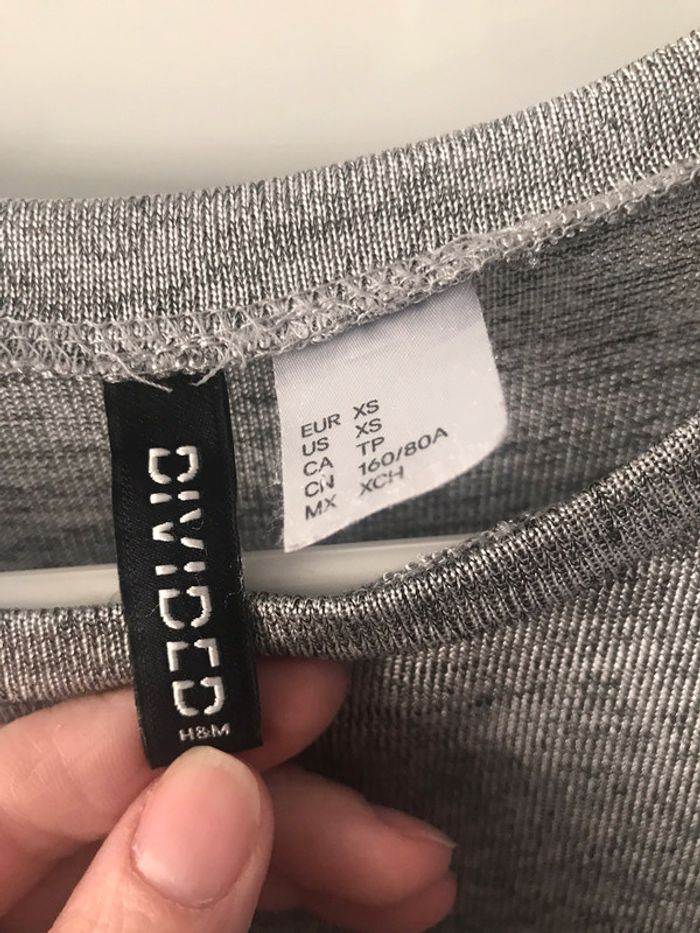 DIVIDED
H&M
EUR XS
US XS
CA TP
CN 160/80A
MX XCH